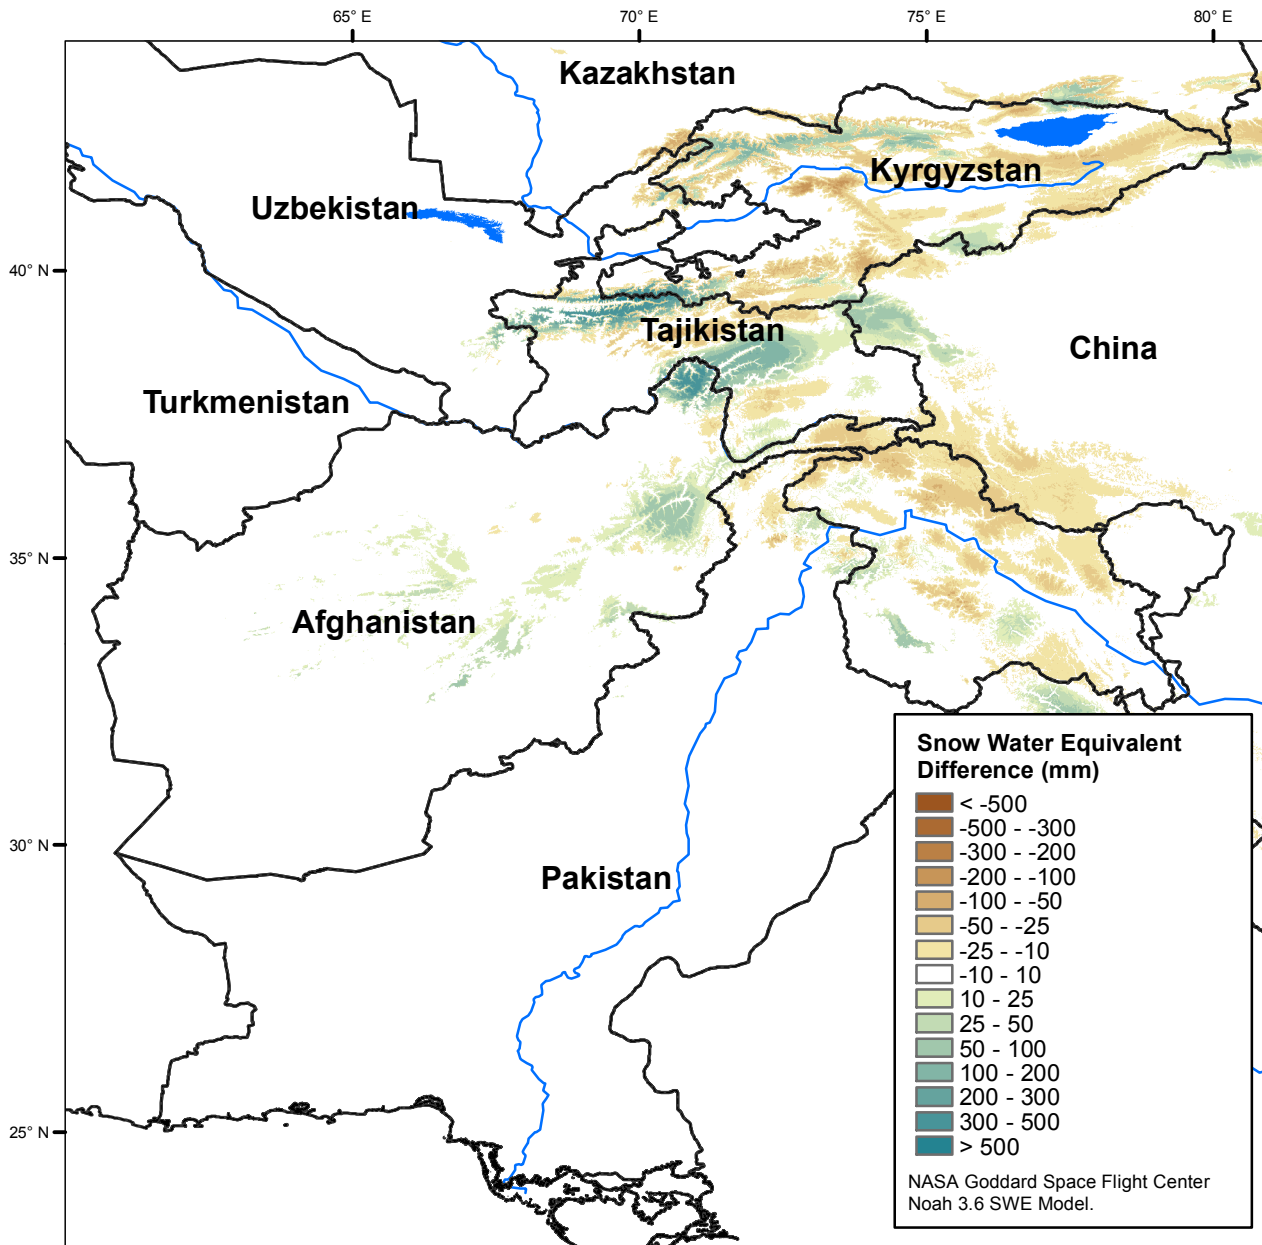 65° E
70° E
75° E
80° E
Kazakhstan
Kyrgyzstan
Uzbekistan
40° N
Tajikistan
China
Turkmenistan
35° N
Afghanistan
30° N
Pakistan
25° N
Snow Water Equivalent
Difference (mm)
< -500
-500 - -300
-300 - -200
-200 - -100
-100 - -50
-50 - -25
-25 - -10
-10 - 10
10 - 25
25 - 50
50 - 100
100 - 200
200 - 300
300 - 500
> 500
NASA Goddard Space Flight Center
Noah 3.6 SWE Model.